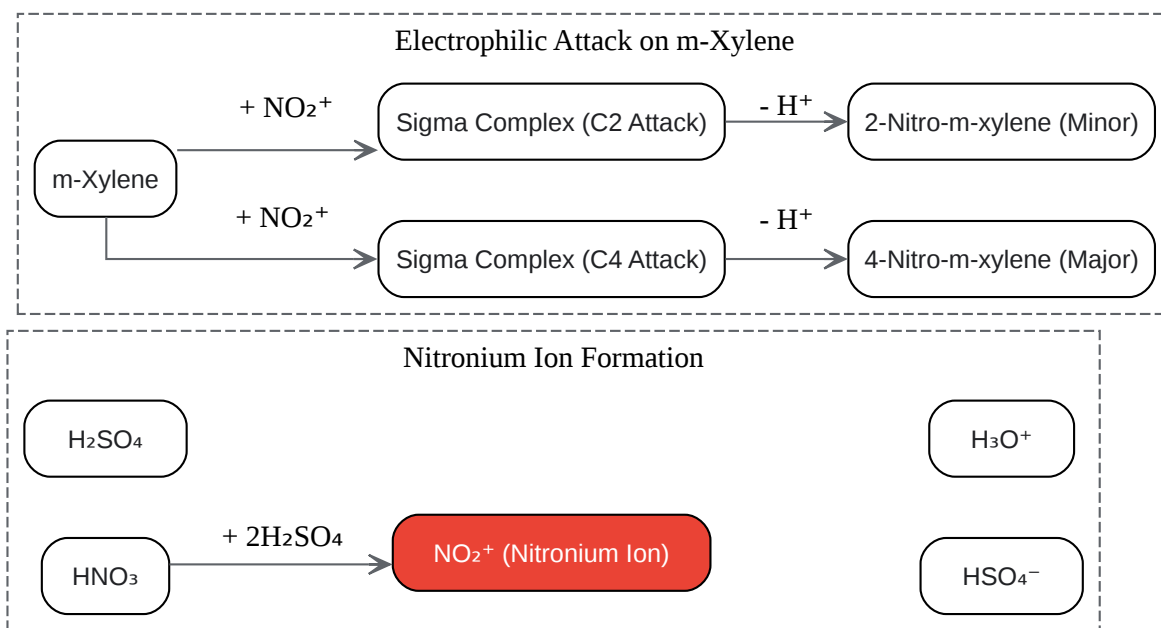 Electrophilic Attack on m-Xylene
+ NO₂⁺
- H⁺
Sigma Complex (C2 Attack)
2-Nitro-m-xylene (Minor)
m-Xylene
+ NO₂⁺
- H⁺
Sigma Complex (C4 Attack)
4-Nitro-m-xylene (Major)
Nitronium Ion Formation
H₂SO₄
H₃O⁺
+ 2H₂SO₄
HNO₃
NO₂⁺ (Nitronium Ion)
HSO₄⁻